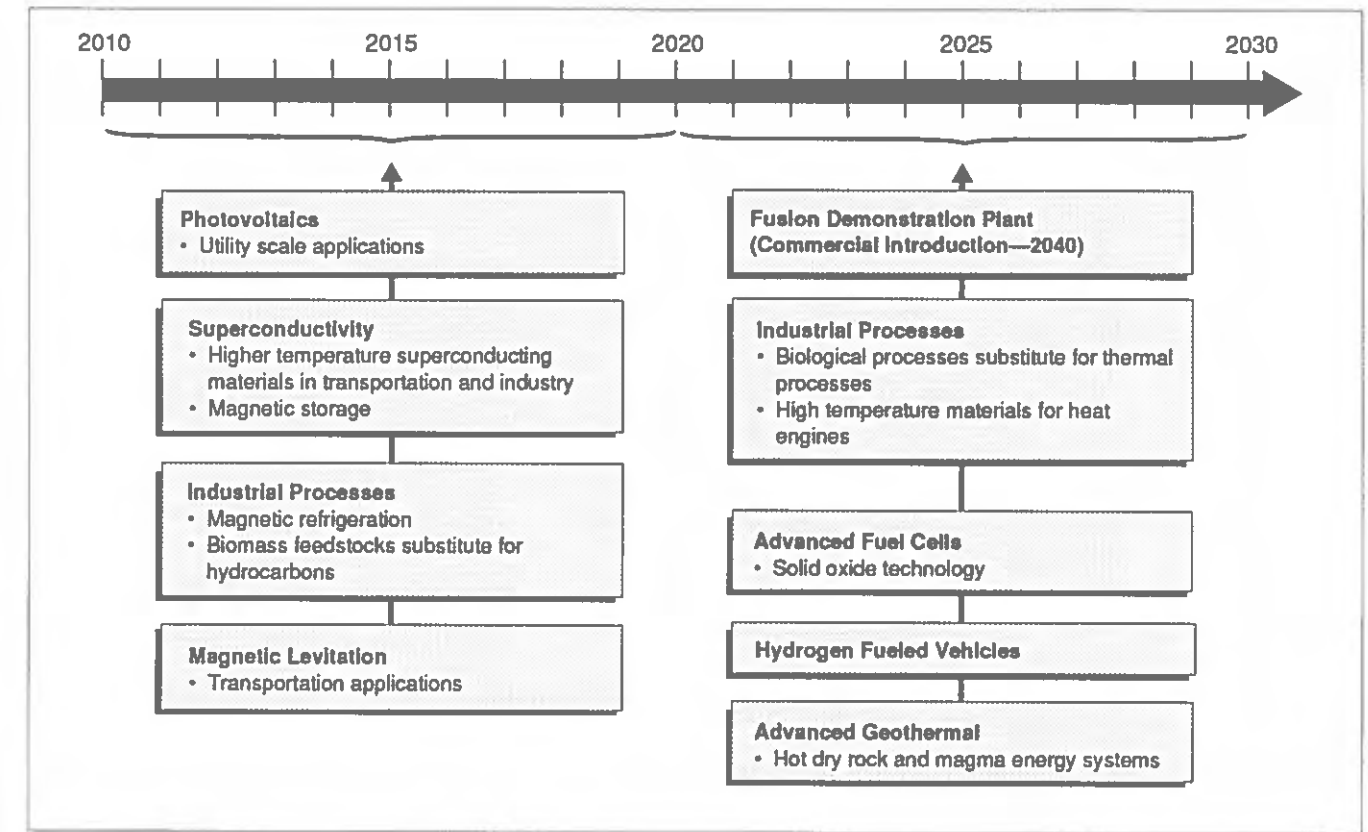 2010 2015 2020 2025 2030
Photovoltaics
• Utility scale applications
Superconductivity
• Higher temperature superconducting
materials in transportation and industry
• Magnetic storage
Industrial Processes
• Magnetic refrigeration
• Biomass feedstocks substitute for
hydrocarbons
Magnetic Levitation
• Transportation applications
Fusion Demonstration Plant
(Commercial Introduction—2040)
Industrial Processes
• Biological processes substitute for thermal
processes
• High temperature materials for heat
engines
Advanced Fuel Cells
• Solid oxide technology
Hydrogen Fueled Vehicles
Advanced Geothermal
• Hot dry rock and magma energy systems